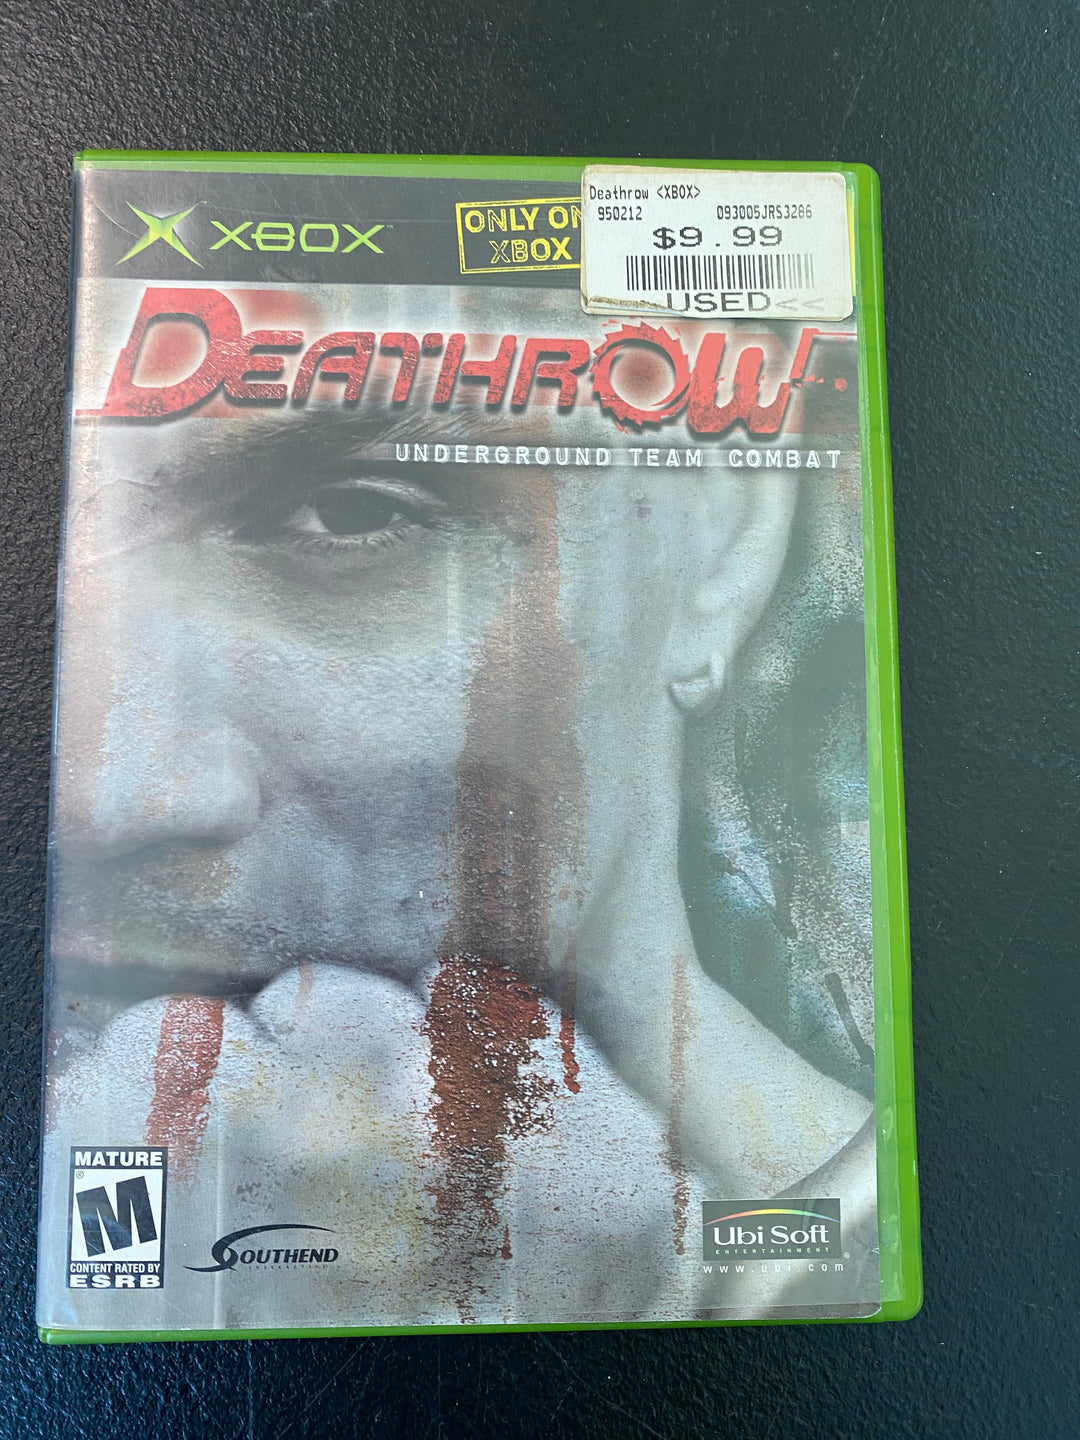 Deathrow <XBOX>
950212 093005JRS3286
$9.99
USED<<
XBOX
ONLY ON
XBOX
DEATHROW
UNDERGROUND TEAM COMBAT
MATURE
M
CONTENT RATED BY
ESRB
SOUTHEND
INTERACTIVE
Ubi Soft
ENTERTAINMENT
www.ubi.com